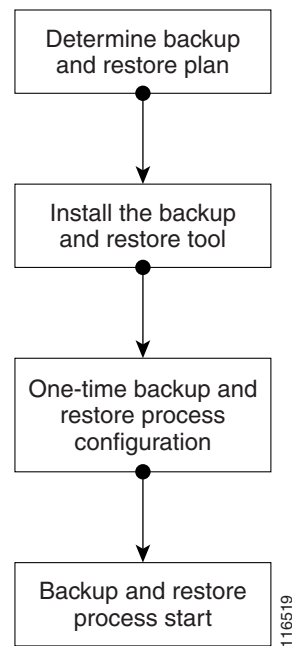 Determine backup
and restore plan
Install the backup
and restore tool
One-time backup and
restore process
configuration
Backup and restore
process start
116519